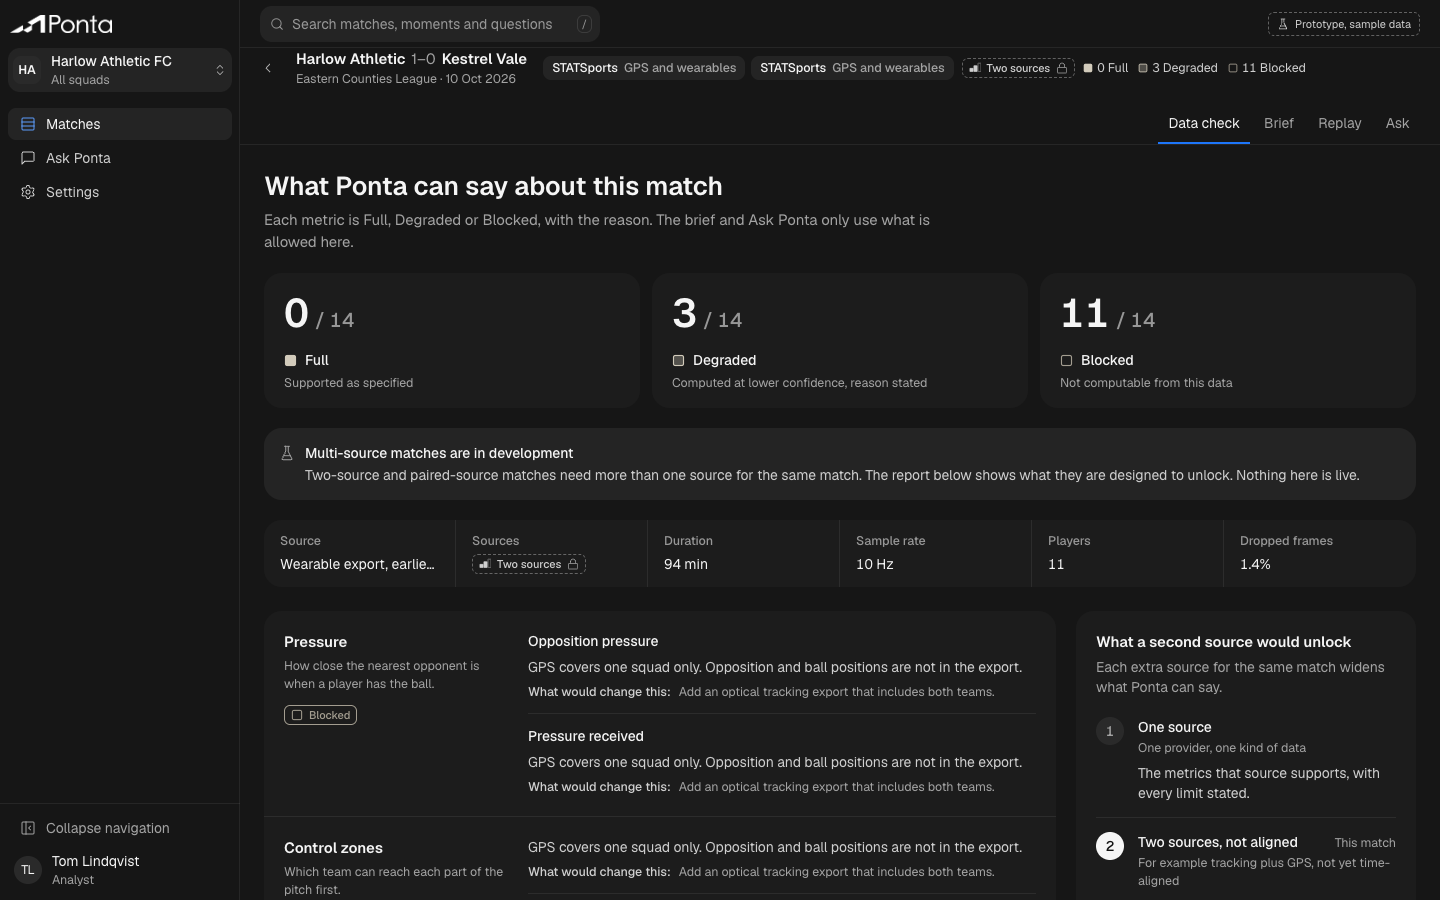 Ponta
Search matches, moments and questions
/
Prototype, sample data
HA
Harlow Athletic FC
All squads
Matches
Ask Ponta
Settings
Collapse navigation
TL
Tom Lindqvist
Analyst
Harlow Athletic 1–0 Kestrel Vale
Eastern Counties League · 10 Oct 2026
STATSports GPS and wearables
STATSports GPS and wearables
Two sources
0 Full
3 Degraded
11 Blocked
Data check
Brief
Replay
Ask
What Ponta can say about this match
Each metric is Full, Degraded or Blocked, with the reason. The brief and Ask Ponta only use what is
allowed here.
0 / 14
Full
Supported as specified
3 / 14
Degraded
Computed at lower confidence, reason stated
11 / 14
Blocked
Not computable from this data
Multi-source matches are in development
Two-source and paired-source matches need more than one source for the same match. The report below shows what they are designed to unlock. Nothing here is live.
Source
Wearable export, earlie...
Sources
Two sources
Duration
94 min
Sample rate
10 Hz
Players
11
Dropped frames
1.4%
Pressure
How close the nearest opponent is
when a player has the ball.
Blocked
Opposition pressure
GPS covers one squad only. Opposition and ball positions are not in the export.
What would change this: Add an optical tracking export that includes both teams.
Pressure received
GPS covers one squad only. Opposition and ball positions are not in the export.
What would change this: Add an optical tracking export that includes both teams.
Control zones
Which team can reach each part of the
pitch first.
GPS covers one squad only. Opposition and ball positions are not in the export.
What would change this: Add an optical tracking export that includes both teams.
What a second source would unlock
Each extra source for the same match widens
what Ponta can say.
1
One source
One provider, one kind of data
The metrics that source supports, with
every limit stated.
2
Two sources, not aligned
This match
For example tracking plus GPS, not yet time-
aligned